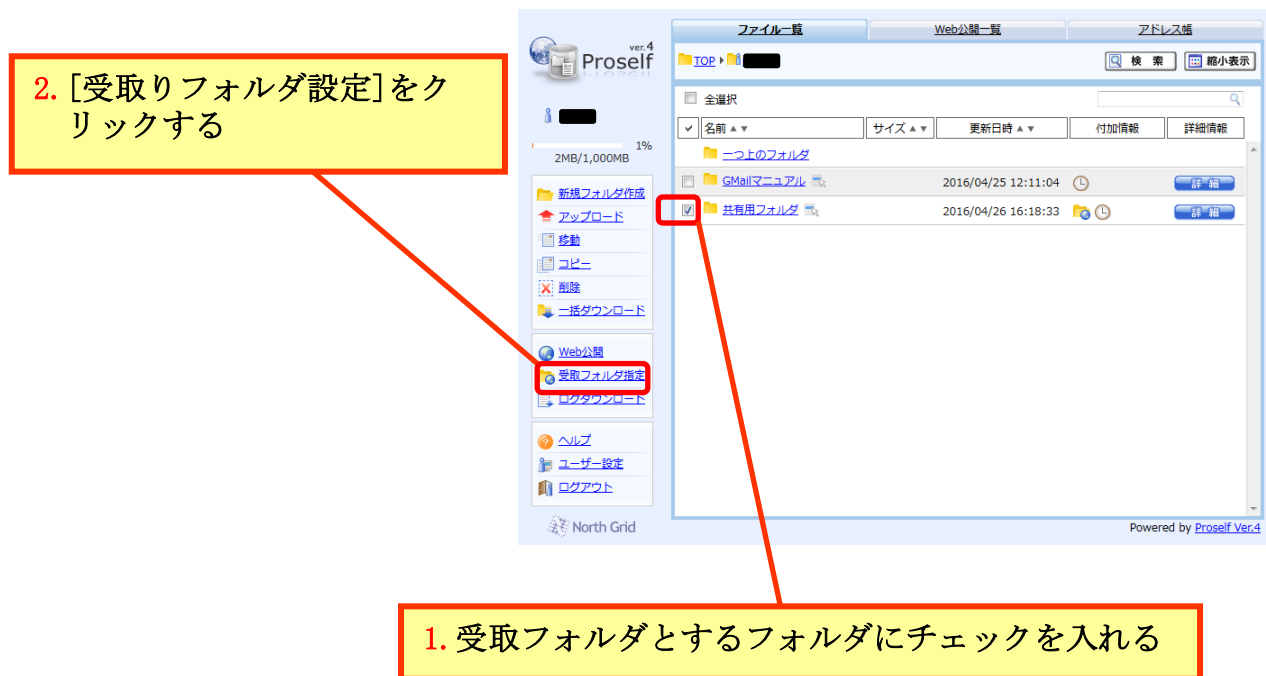 2. [受取りフォルダ設定]をク
リックする
ver.4
Proself
1%
2MB/1,000MB
新規フォルダ作成
アップロード
移動
コピー
削除
一括ダウンロード
Web公開
受取フォルダ指定
ログダウンロード
ヘルプ
ユーザー設定
ログアウト
North Grid
ファイル一覧 Web公開一覧 アドレス帳
TOP
検 索 縮小表示
全選択
名前 ▲▼ サイズ ▲▼ 更新日時 ▲▼ 付加情報 詳細情報
一つ上のフォルダ
GMailマニュアル 2016/04/25 12:11:04 詳 細
共有用フォルダ 2016/04/26 16:18:33 詳 細
Powered by Proself Ver.4
1. 受取フォルダとするフォルダにチェックを入れる